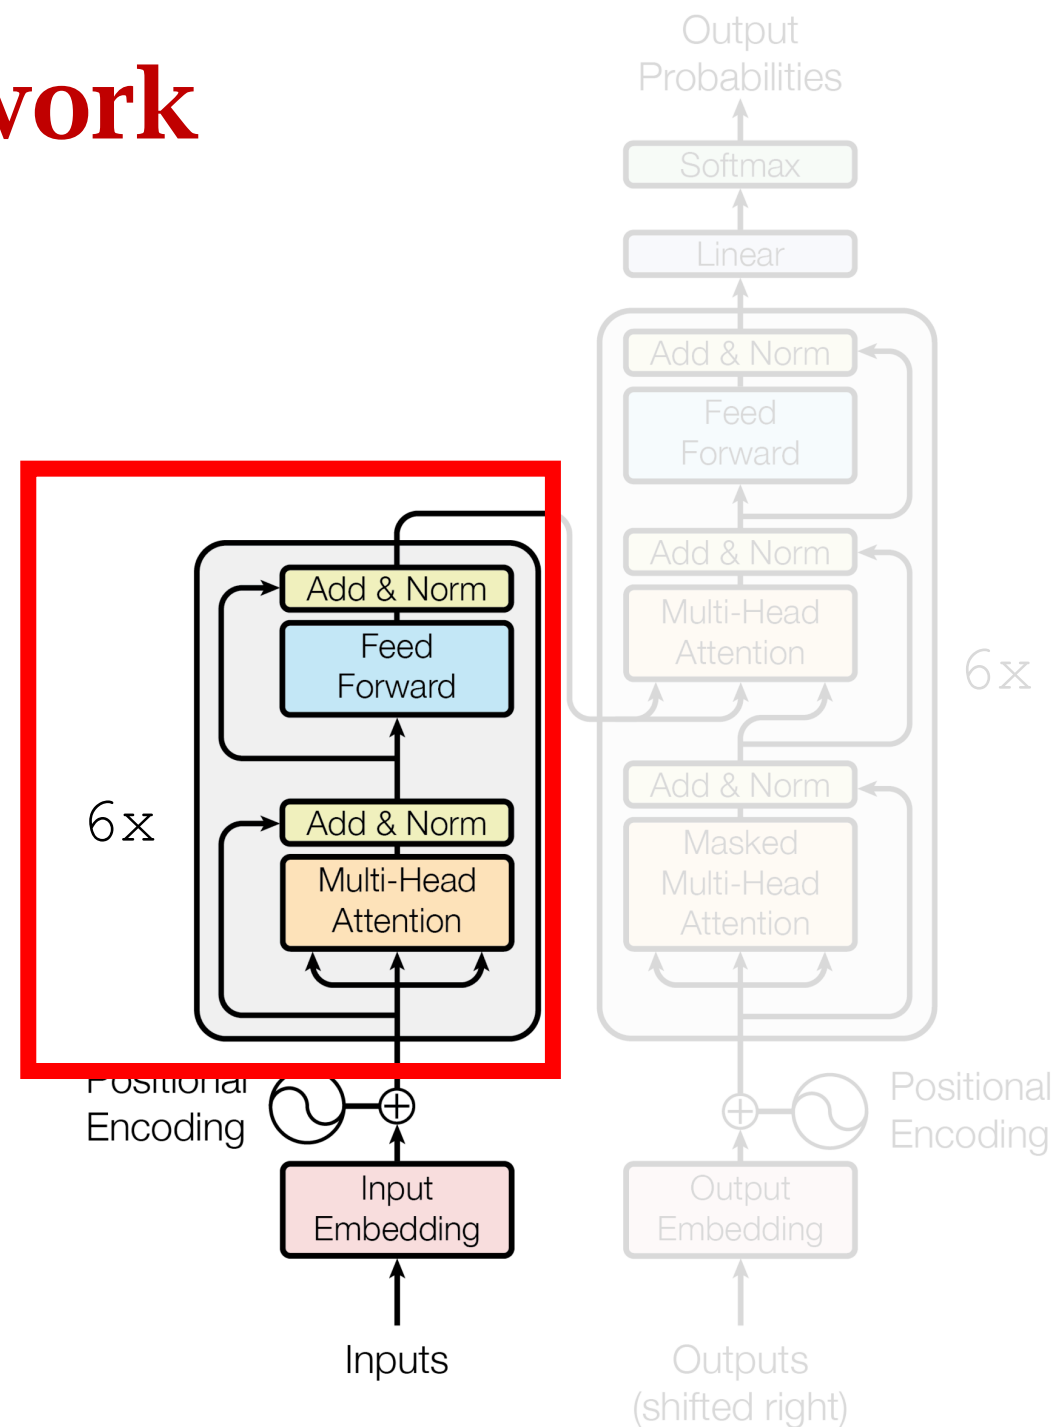 work
Output
Probabilities
Softmax
Linear
Add & Norm
Feed
Forward
Add & Norm
Multi-Head
Attention
6x
Add & Norm
Masked
Multi-Head
Attention
Add & Norm
Feed
Forward
6x
Add & Norm
Multi-Head
Attention
Positional
Encoding
Input
Embedding
Inputs
Positional
Encoding
Output
Embedding
Outputs
(shifted right)